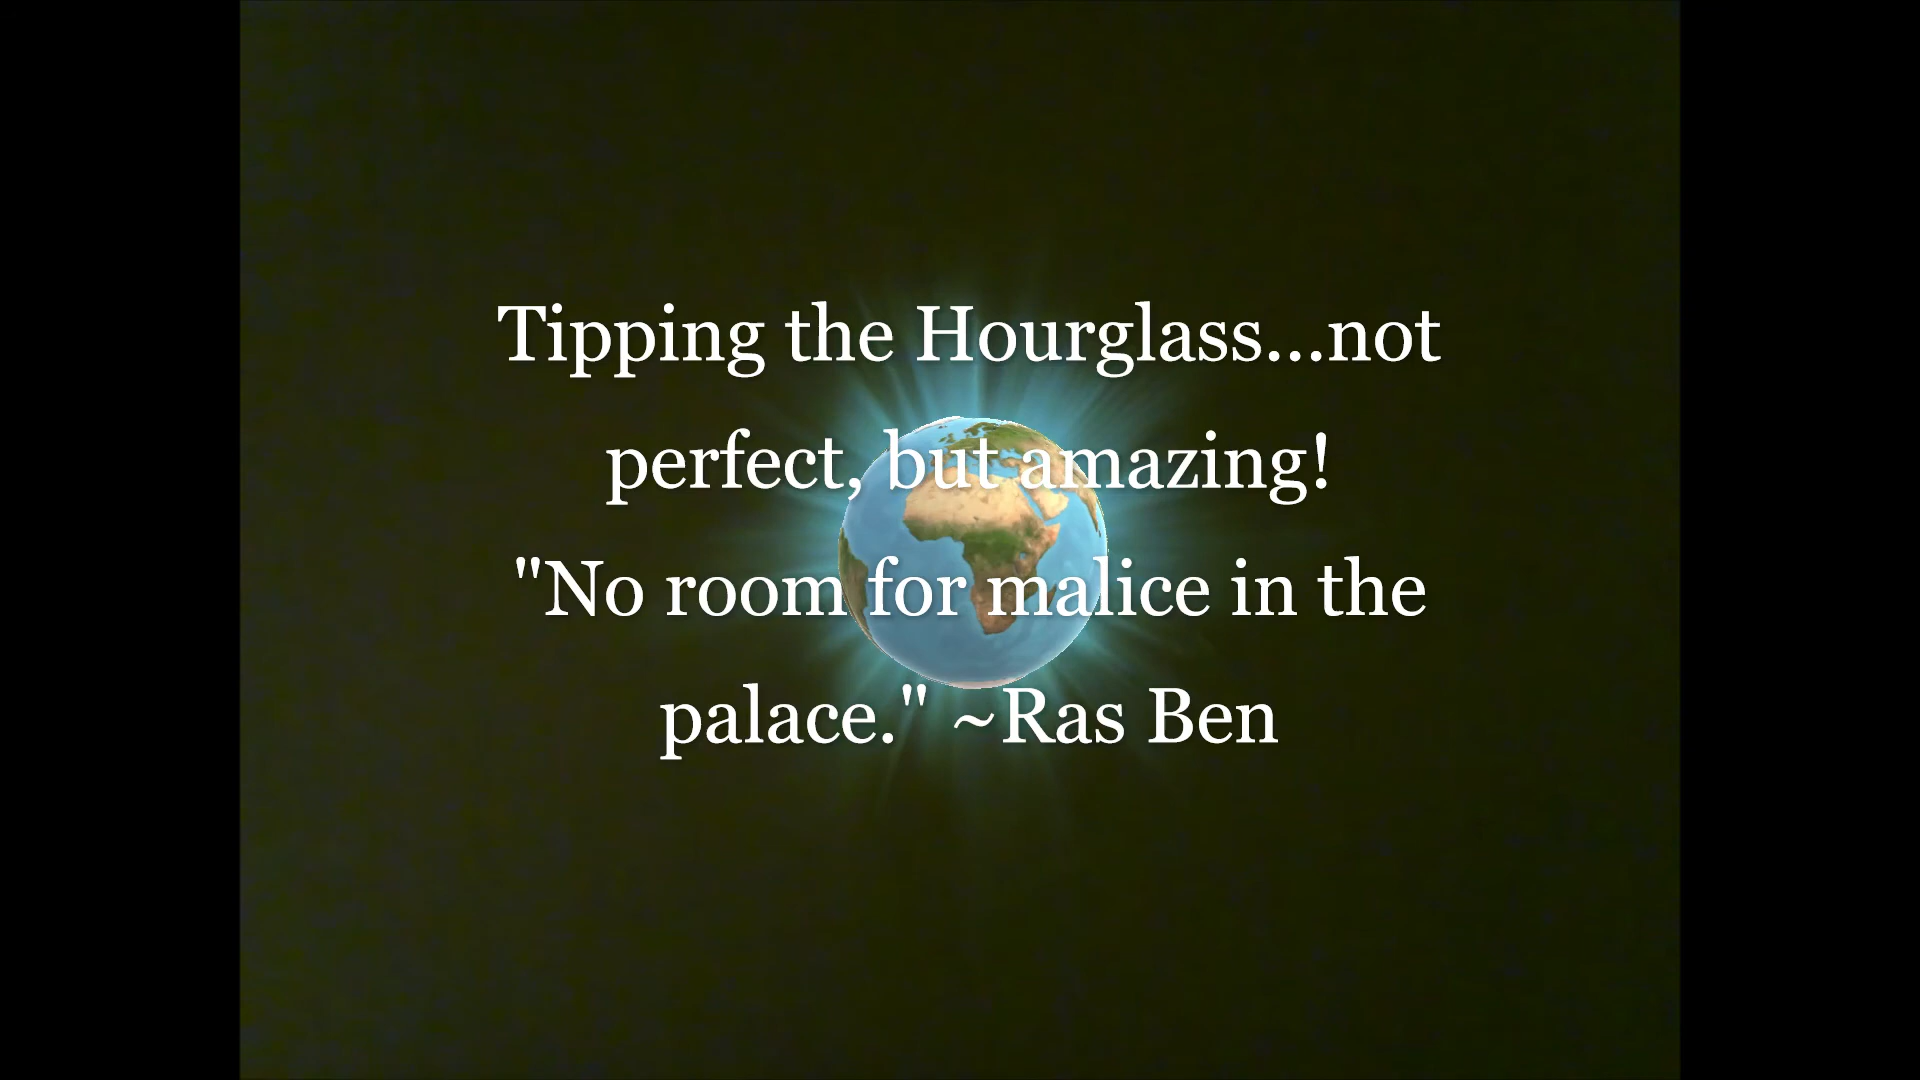 Tipping the Hourglass...not
perfect, but amazing!
"No room for malice in the
palace." ~Ras Ben